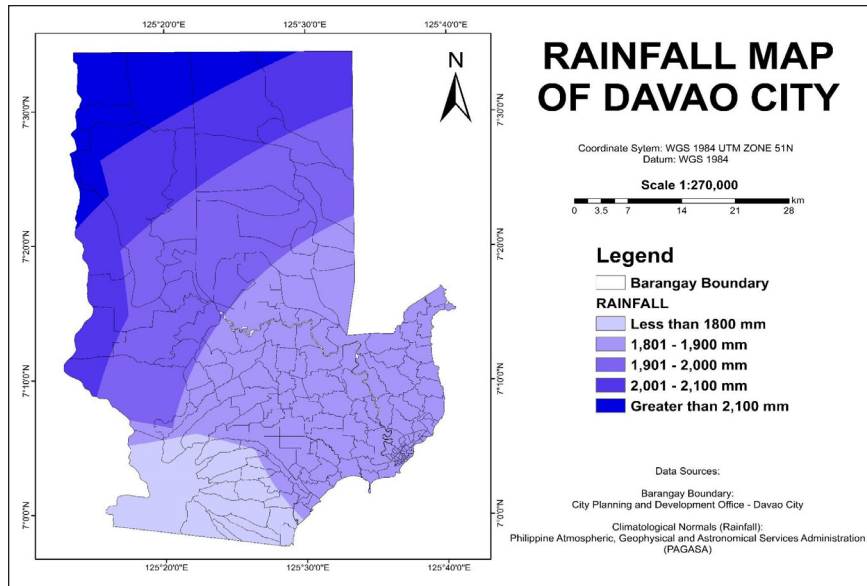 125°20'0"E
125°30'0"E
125°40'0"E
7°30'0"N
7°20'0"N
7°10'0"N
7°0'0"N
N
7°30'0"N
7°20'0"N
7°10'0"N
7°0'0"N
125°20'0"E
125°30'0"E
125°40'0"E
RAINFALL MAP
OF DAVAO CITY
Coordinate Sytem: WGS 1984 UTM ZONE 51N
Datum: WGS 1984
Scale 1:270,000
km
0 3.5 7 14 21 28
Legend
Barangay Boundary
RAINFALL
Less than 1800 mm
1,801 - 1,900 mm
1,901 - 2,000 mm
2,001 - 2,100 mm
Greater than 2,100 mm
Data Sources:
Barangay Boundary:
City Planning and Development Office - Davao City
Climatological Normals (Rainfall):
Philippine Atmospheric, Geophysical and Astronomical Services Administration
(PAGASA)